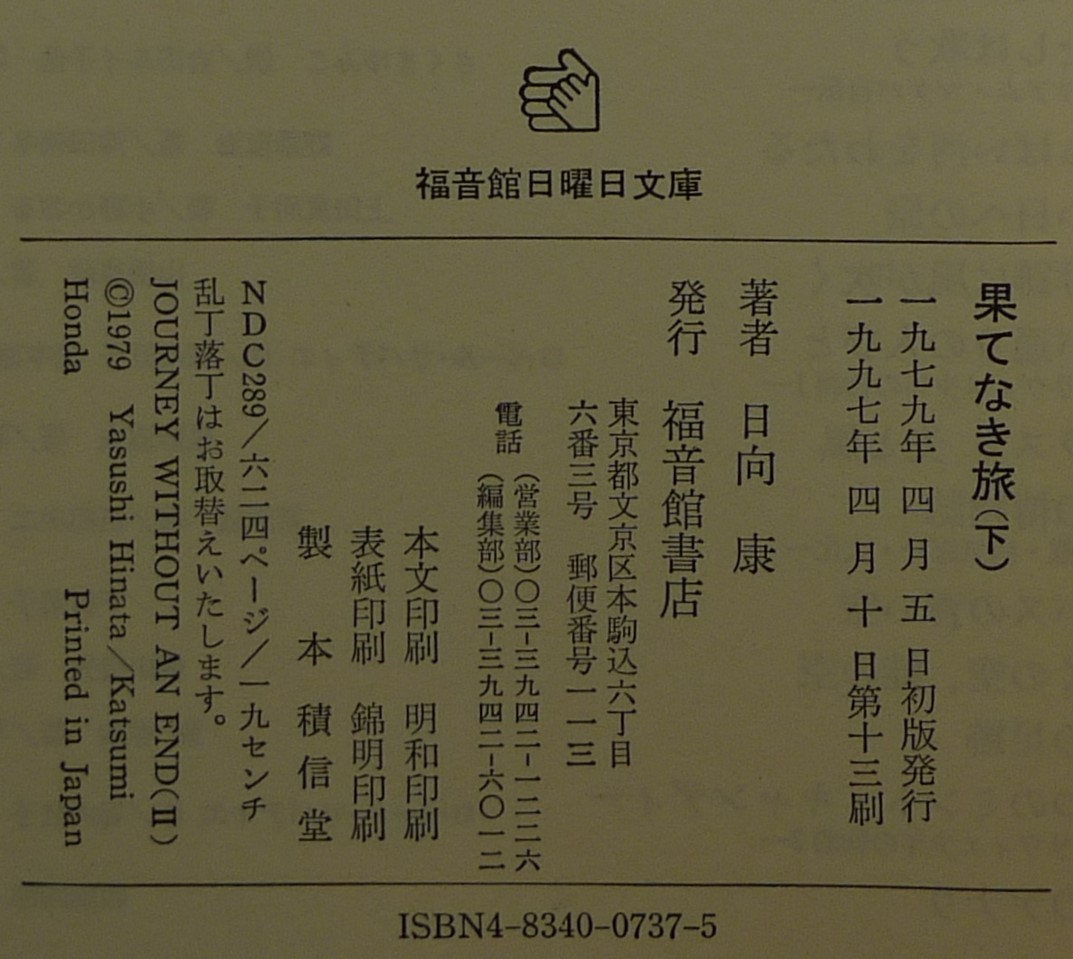 福音館日曜日文庫
果てなき旅(下)
一九七九年 四 月 五 日初版発行
一九九七年 四 月 十 日第十三刷
著者 日向 康
発行 福音館書店
東京都文京区本駒込六丁目
六番三号 郵便番号一一三
電話 (営業部)〇三-三九四二-一二二六
(編集部)〇三-三九四二-六〇一二
本文印刷 明和印刷
表紙印刷 錦明印刷
製 本 積信堂
NDC289/六二四ページ/一九センチ
乱丁落丁はお取替えいたします。
JOURNEY WITHOUT AN END(II)
©1979 Yasushi Hinata/Katsumi
Honda Printed in Japan
ISBN4-8340-0737-5